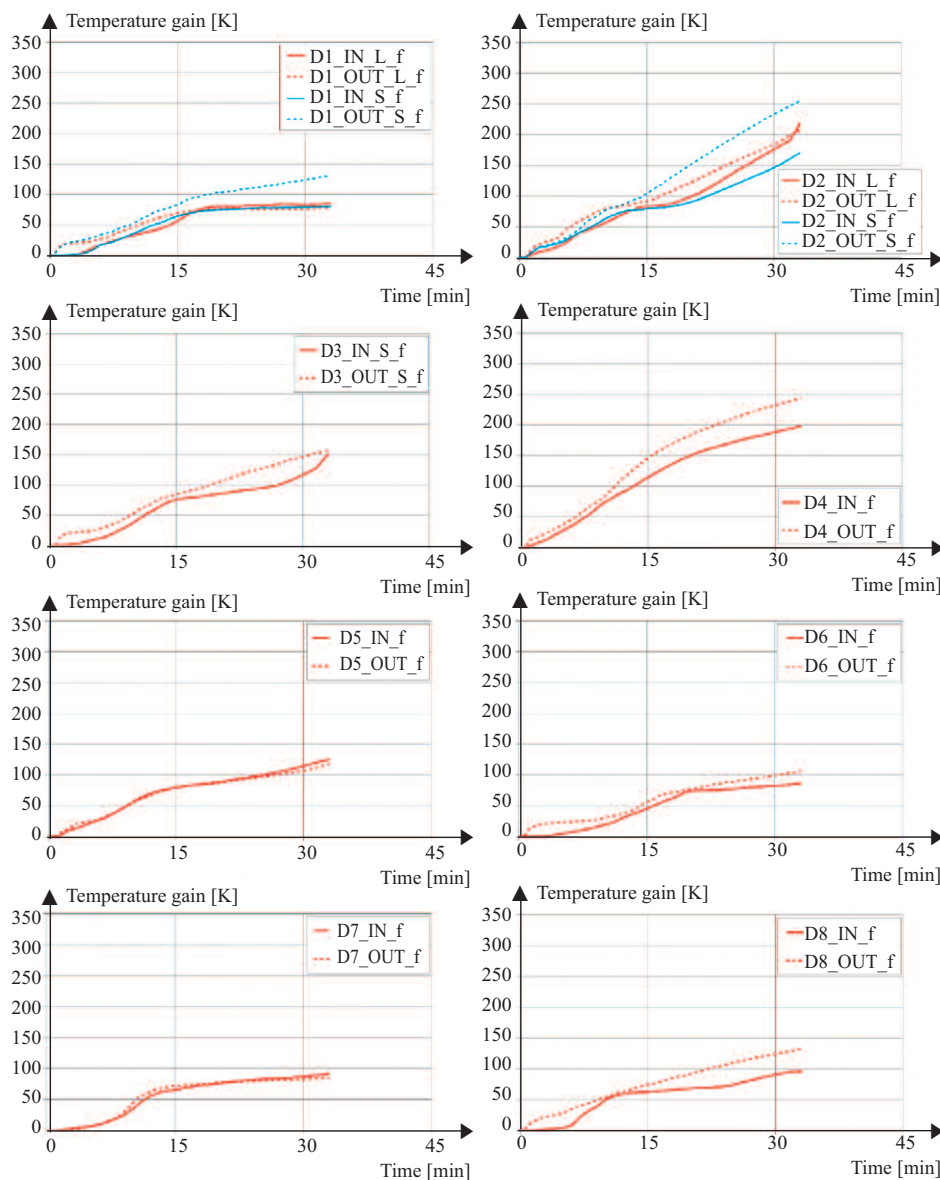 Temperature gain [K]
350
300
250
200
150
100
50
0
D1_IN_L_f
D1_OUT_L_f
D1_IN_S_f
D1_OUT_S_f
0
15
30
45
Time [min]
Temperature gain [K]
350
300
250
200
150
100
50
0
D2_IN_L_f
D2_OUT_L_f
D2_IN_S_f
D2_OUT_S_f
0
15
30
45
Time [min]
Temperature gain [K]
350
300
250
200
150
100
50
0
D3_IN_S_f
D3_OUT_S_f
0
15
30
45
Time [min]
Temperature gain [K]
350
300
250
200
150
100
50
0
D4_IN_f
D4_OUT_f
0
15
30
45
Time [min]
Temperature gain [K]
350
300
250
200
150
100
50
0
D5_IN_f
D5_OUT_f
0
15
30
45
Time [min]
Temperature gain [K]
350
300
250
200
150
100
50
0
D6_IN_f
D6_OUT_f
0
15
30
45
Time [min]
Temperature gain [K]
350
300
250
200
150
100
50
0
D7_IN_f
D7_OUT_f
0
15
30
45
Time [min]
Temperature gain [K]
350
300
250
200
150
100
50
0
D8_IN_f
D8_OUT_f
0
15
30
45
Time [min]